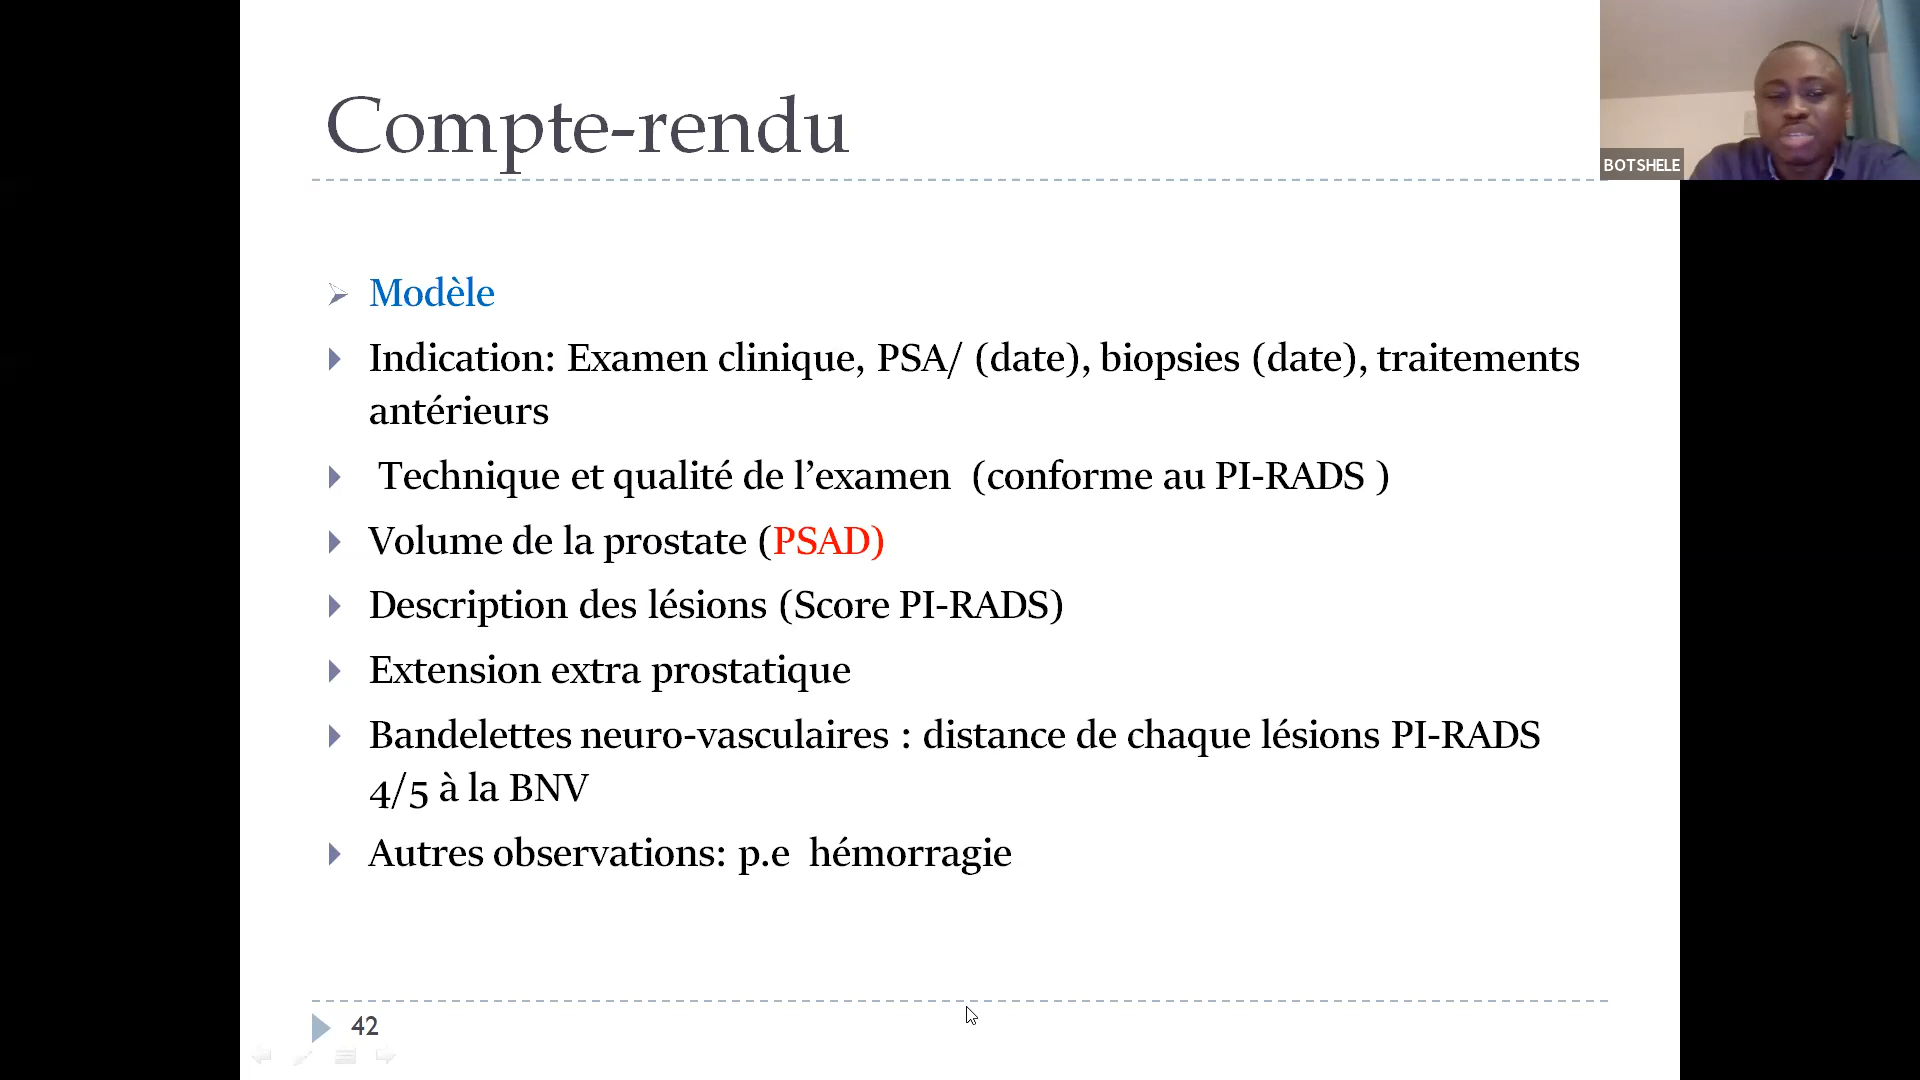 Compte-rendu
BOTSHELE
Modèle
Indication: Examen clinique, PSA/ (date), biopsies (date), traitements
antérieurs
Technique et qualité de l’examen (conforme au PI-RADS )
Volume de la prostate (PSAD)
Description des lésions (Score PI-RADS)
Extension extra prostatique
Bandelettes neuro-vasculaires : distance de chaque lésions PI-RADS
4/5 à la BNV
Autres observations: p.e hémorragie
42